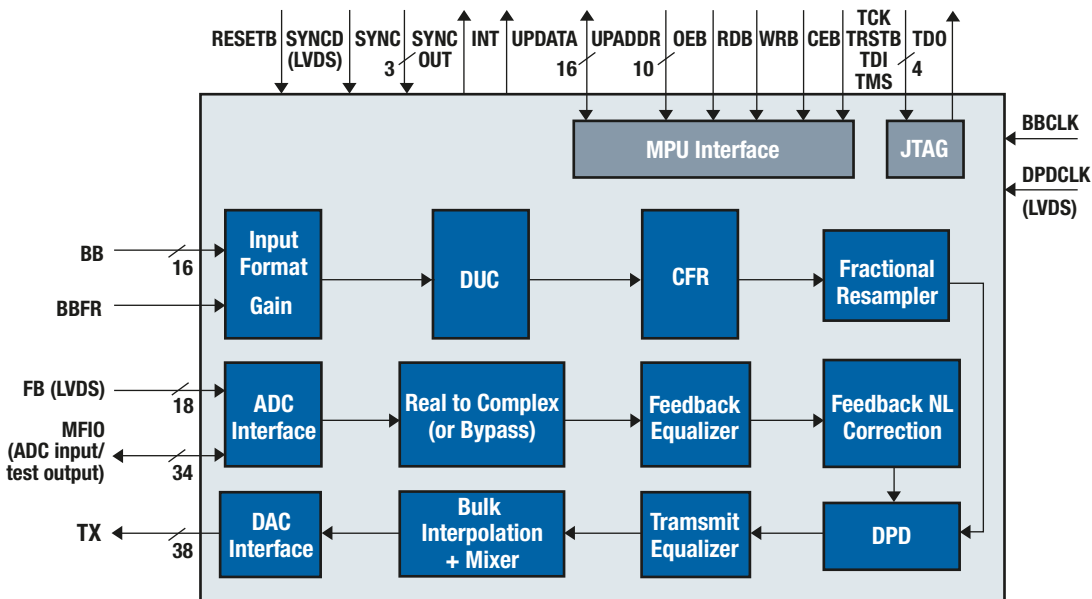 RESETB
SYNCD
(LVDS)
SYNC
3
SYNC
OUT
INT
UPDATA
16
UPADDR
10
OEB
RDB
WRB
CEB
TCK
TRSTB
TDI
TMS
4
TDO
MPU Interface
JTAG
BBCLK
DPDCLK
(LVDS)
BB
16
BBFR
Input
Format
Gain
DUC
CFR
Fractional
Resampler
FB (LVDS)
18
MFIO
(ADC input/
test output)
34
ADC
Interface
Real to Complex
(or Bypass)
Feedback
Equalizer
Feedback NL
Correction
TX
38
DAC
Interface
Bulk
Interpolation
+ Mixer
Tramsmit
Equalizer
DPD